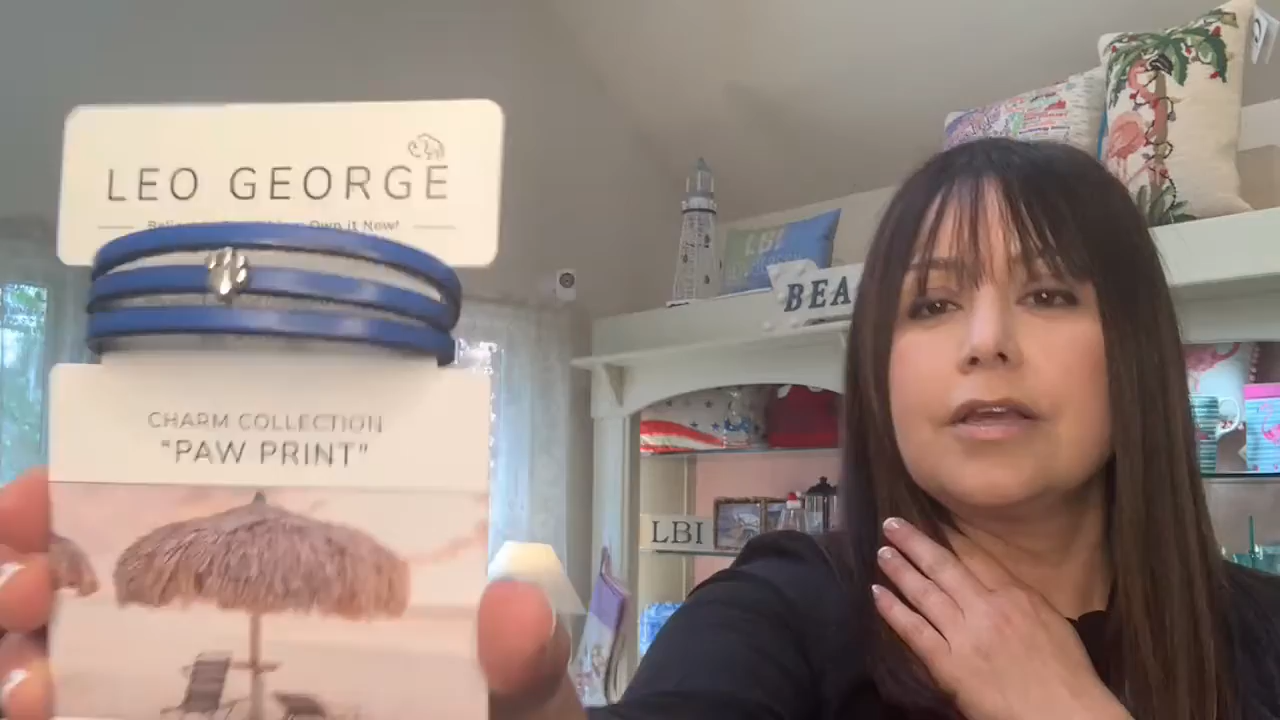 LEO GEORGE
Own it Now!
CHARM COLLECTION
"PAW PRINT"
LBI
BEA
LBI